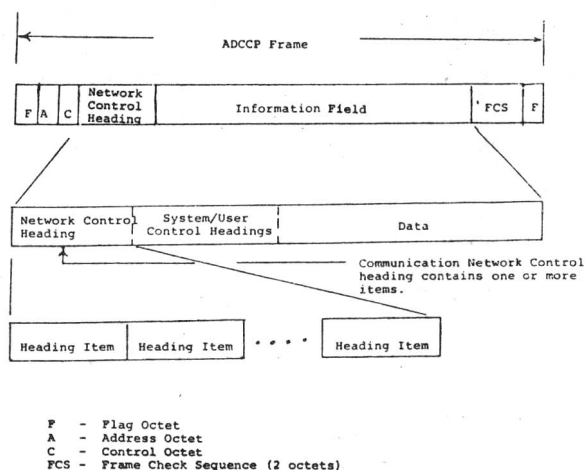 ADCCP Frame
F A C Network Control Heading Information Field FCS F
Network Control Heading System/User Control Headings Data
Communication Network Control
heading contains one or more
items.
Heading Item Heading Item .... Heading Item
F - Flag Octet
A - Address Octet
C - Control Octet
FCS - Frame Check Sequence (2 octets)